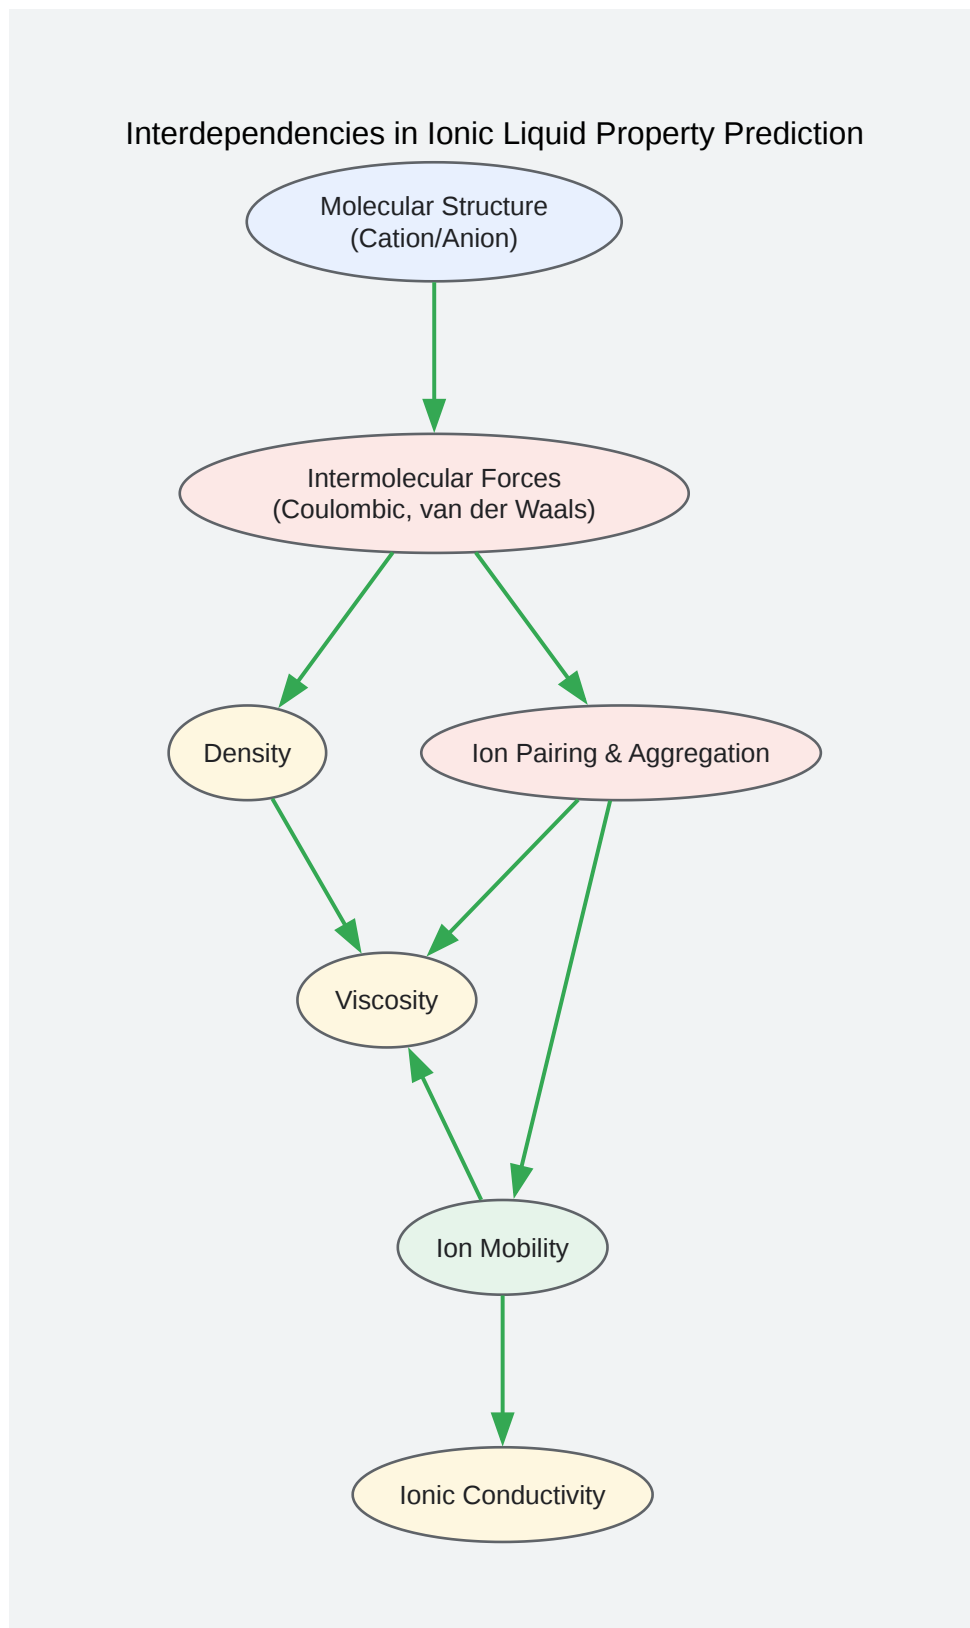 Interdependencies in Ionic Liquid Property Prediction
Molecular Structure
(Cation/Anion)
Intermolecular Forces
(Coulombic, van der Waals)
Density
Ion Pairing & Aggregation
Viscosity
Ion Mobility
Ionic Conductivity